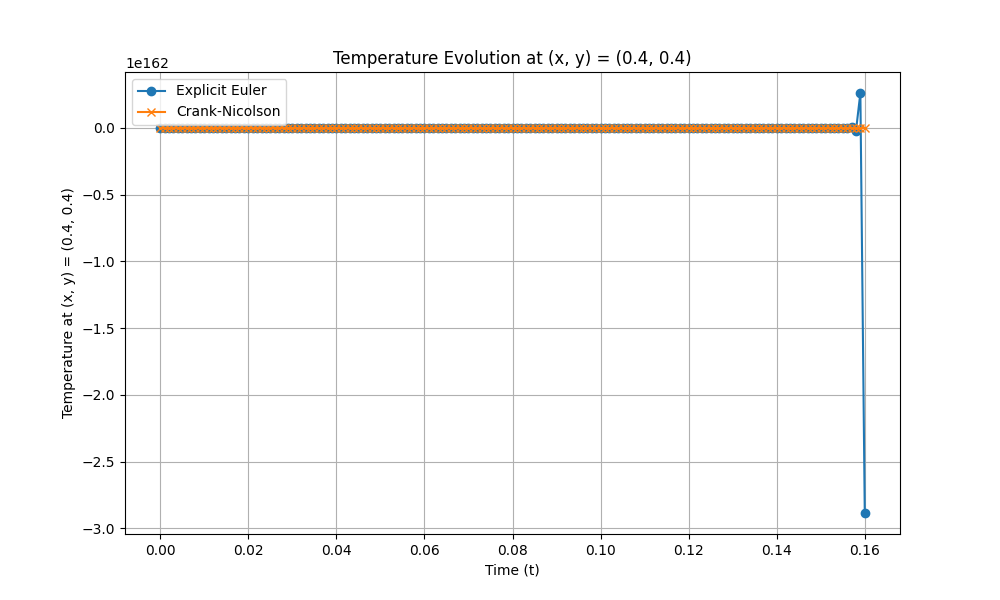 Temperature Evolution at (x, y) = (0.4, 0.4)
1e162
Explicit Euler
Crank-Nicolson
0.0
−0.5
−1.0
−1.5
−2.0
−2.5
−3.0
Temperature at (x, y) = (0.4, 0.4)
0.00 0.02 0.04 0.06 0.08 0.10 0.12 0.14 0.16
Time (t)